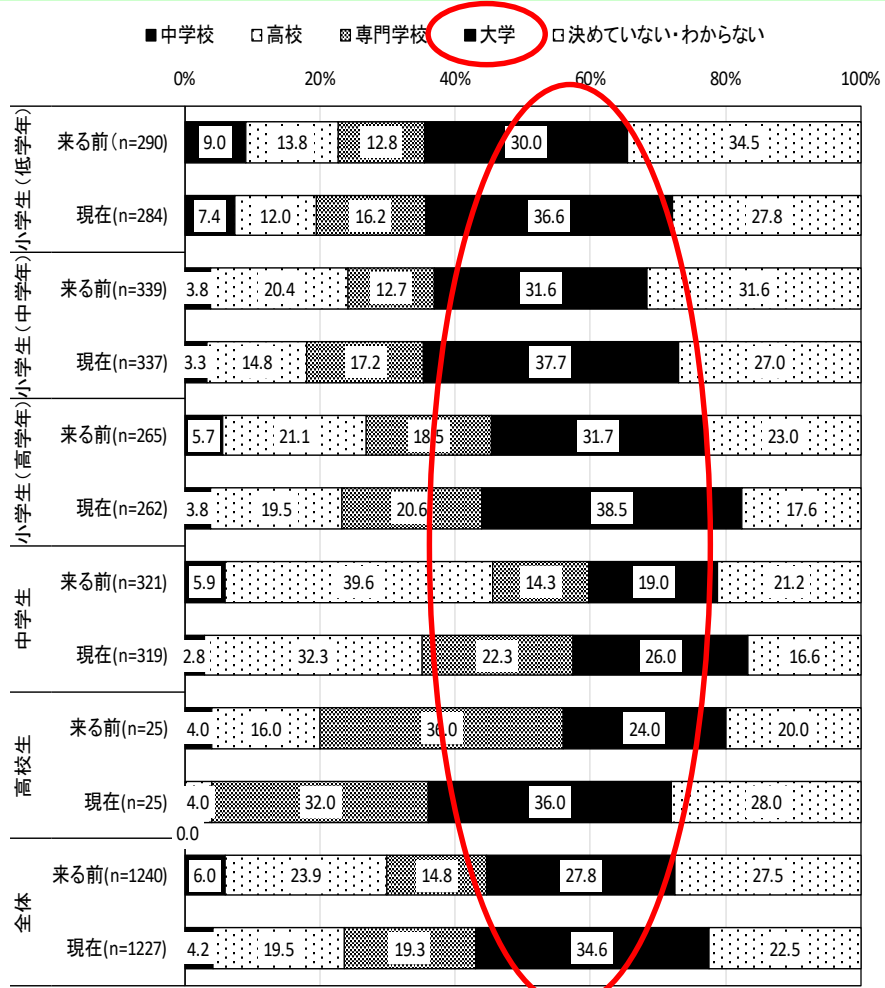 ■中学校 □高校 ▩専門学校 ■大学 □決めていない・わからない
0% 20% 40% 60% 80% 100%
小学生(低学年)
来る前(n=290) 9.0 13.8 12.8 30.0 34.5
現在(n=284) 7.4 12.0 16.2 36.6 27.8
小学生(中学年)
来る前(n=339) 3.8 20.4 12.7 31.6 31.6
現在(n=337) 3.3 14.8 17.2 37.7 27.0
小学生(高学年)
来る前(n=265) 5.7 21.1 18.5 31.7 23.0
現在(n=262) 3.8 19.5 20.6 38.5 17.6
中学生
来る前(n=321) 5.9 39.6 14.3 19.0 21.2
現在(n=319) 2.8 32.3 22.3 26.0 16.6
高校生
来る前(n=25) 4.0 16.0 36.0 24.0 20.0
現在(n=25) 4.0 32.0 36.0 28.0
0.0
全体
来る前(n=1240) 6.0 23.9 14.8 27.8 27.5
現在(n=1227) 4.2 19.5 19.3 34.6 22.5